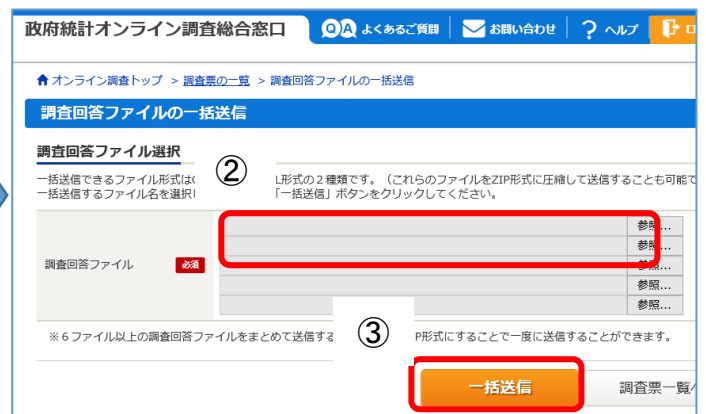 政府統計オンライン調査総合窓口 QA よくあるご質問 お問い合わせ ? ヘルプ
オンライン調査トップ > 調査票の一覧 > 調査回答ファイルの一括送信
調査回答ファイルの一括送信
調査回答ファイル選択
②
一括送信できるファイル形式は L形式の2種類です。（これらのファイルをZIP形式に圧縮して送信することも可能で
一括送信するファイル名を選択 「一括送信」ボタンをクリックしてください。
参照...
参照...
調査回答ファイル 必須 参照...
参照...
参照...
※6ファイル以上の調査回答ファイルをまとめて送信する P形式にすることで一度に送信することができます。
③
一括送信 調査票一覧へ